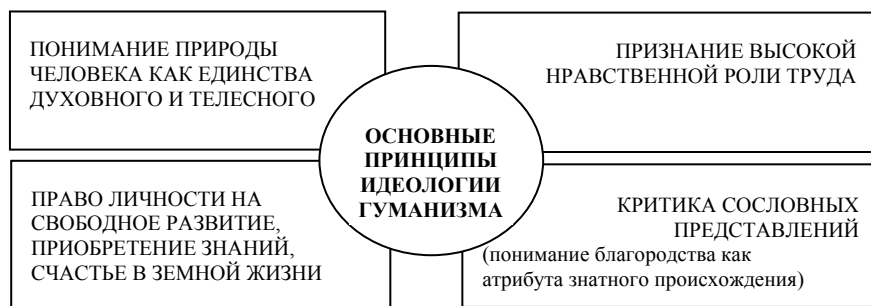 ПОНИМАНИЕ ПРИРОДЫ
ЧЕЛОВЕКА КАК ЕДИНСТВА
ДУХОВНОГО И ТЕЛЕСНОГО
ПРИЗНАНИЕ ВЫСОКОЙ
НРАВСТВЕННОЙ РОЛИ ТРУДА
ОСНОВНЫЕ
ПРИНЦИПЫ
ИДЕОЛОГИИ
ГУМАНИЗМА
ПРАВО ЛИЧНОСТИ НА
СВОБОДНОЕ РАЗВИТИЕ,
ПРИОБРЕТЕНИЕ ЗНАНИЙ,
СЧАСТЬЕ В ЗЕМНОЙ ЖИЗНИ
КРИТИКА СОСЛОВНЫХ
ПРЕДСТАВЛЕНИЙ
(понимание благородства как
атрибута знатного происхождения)